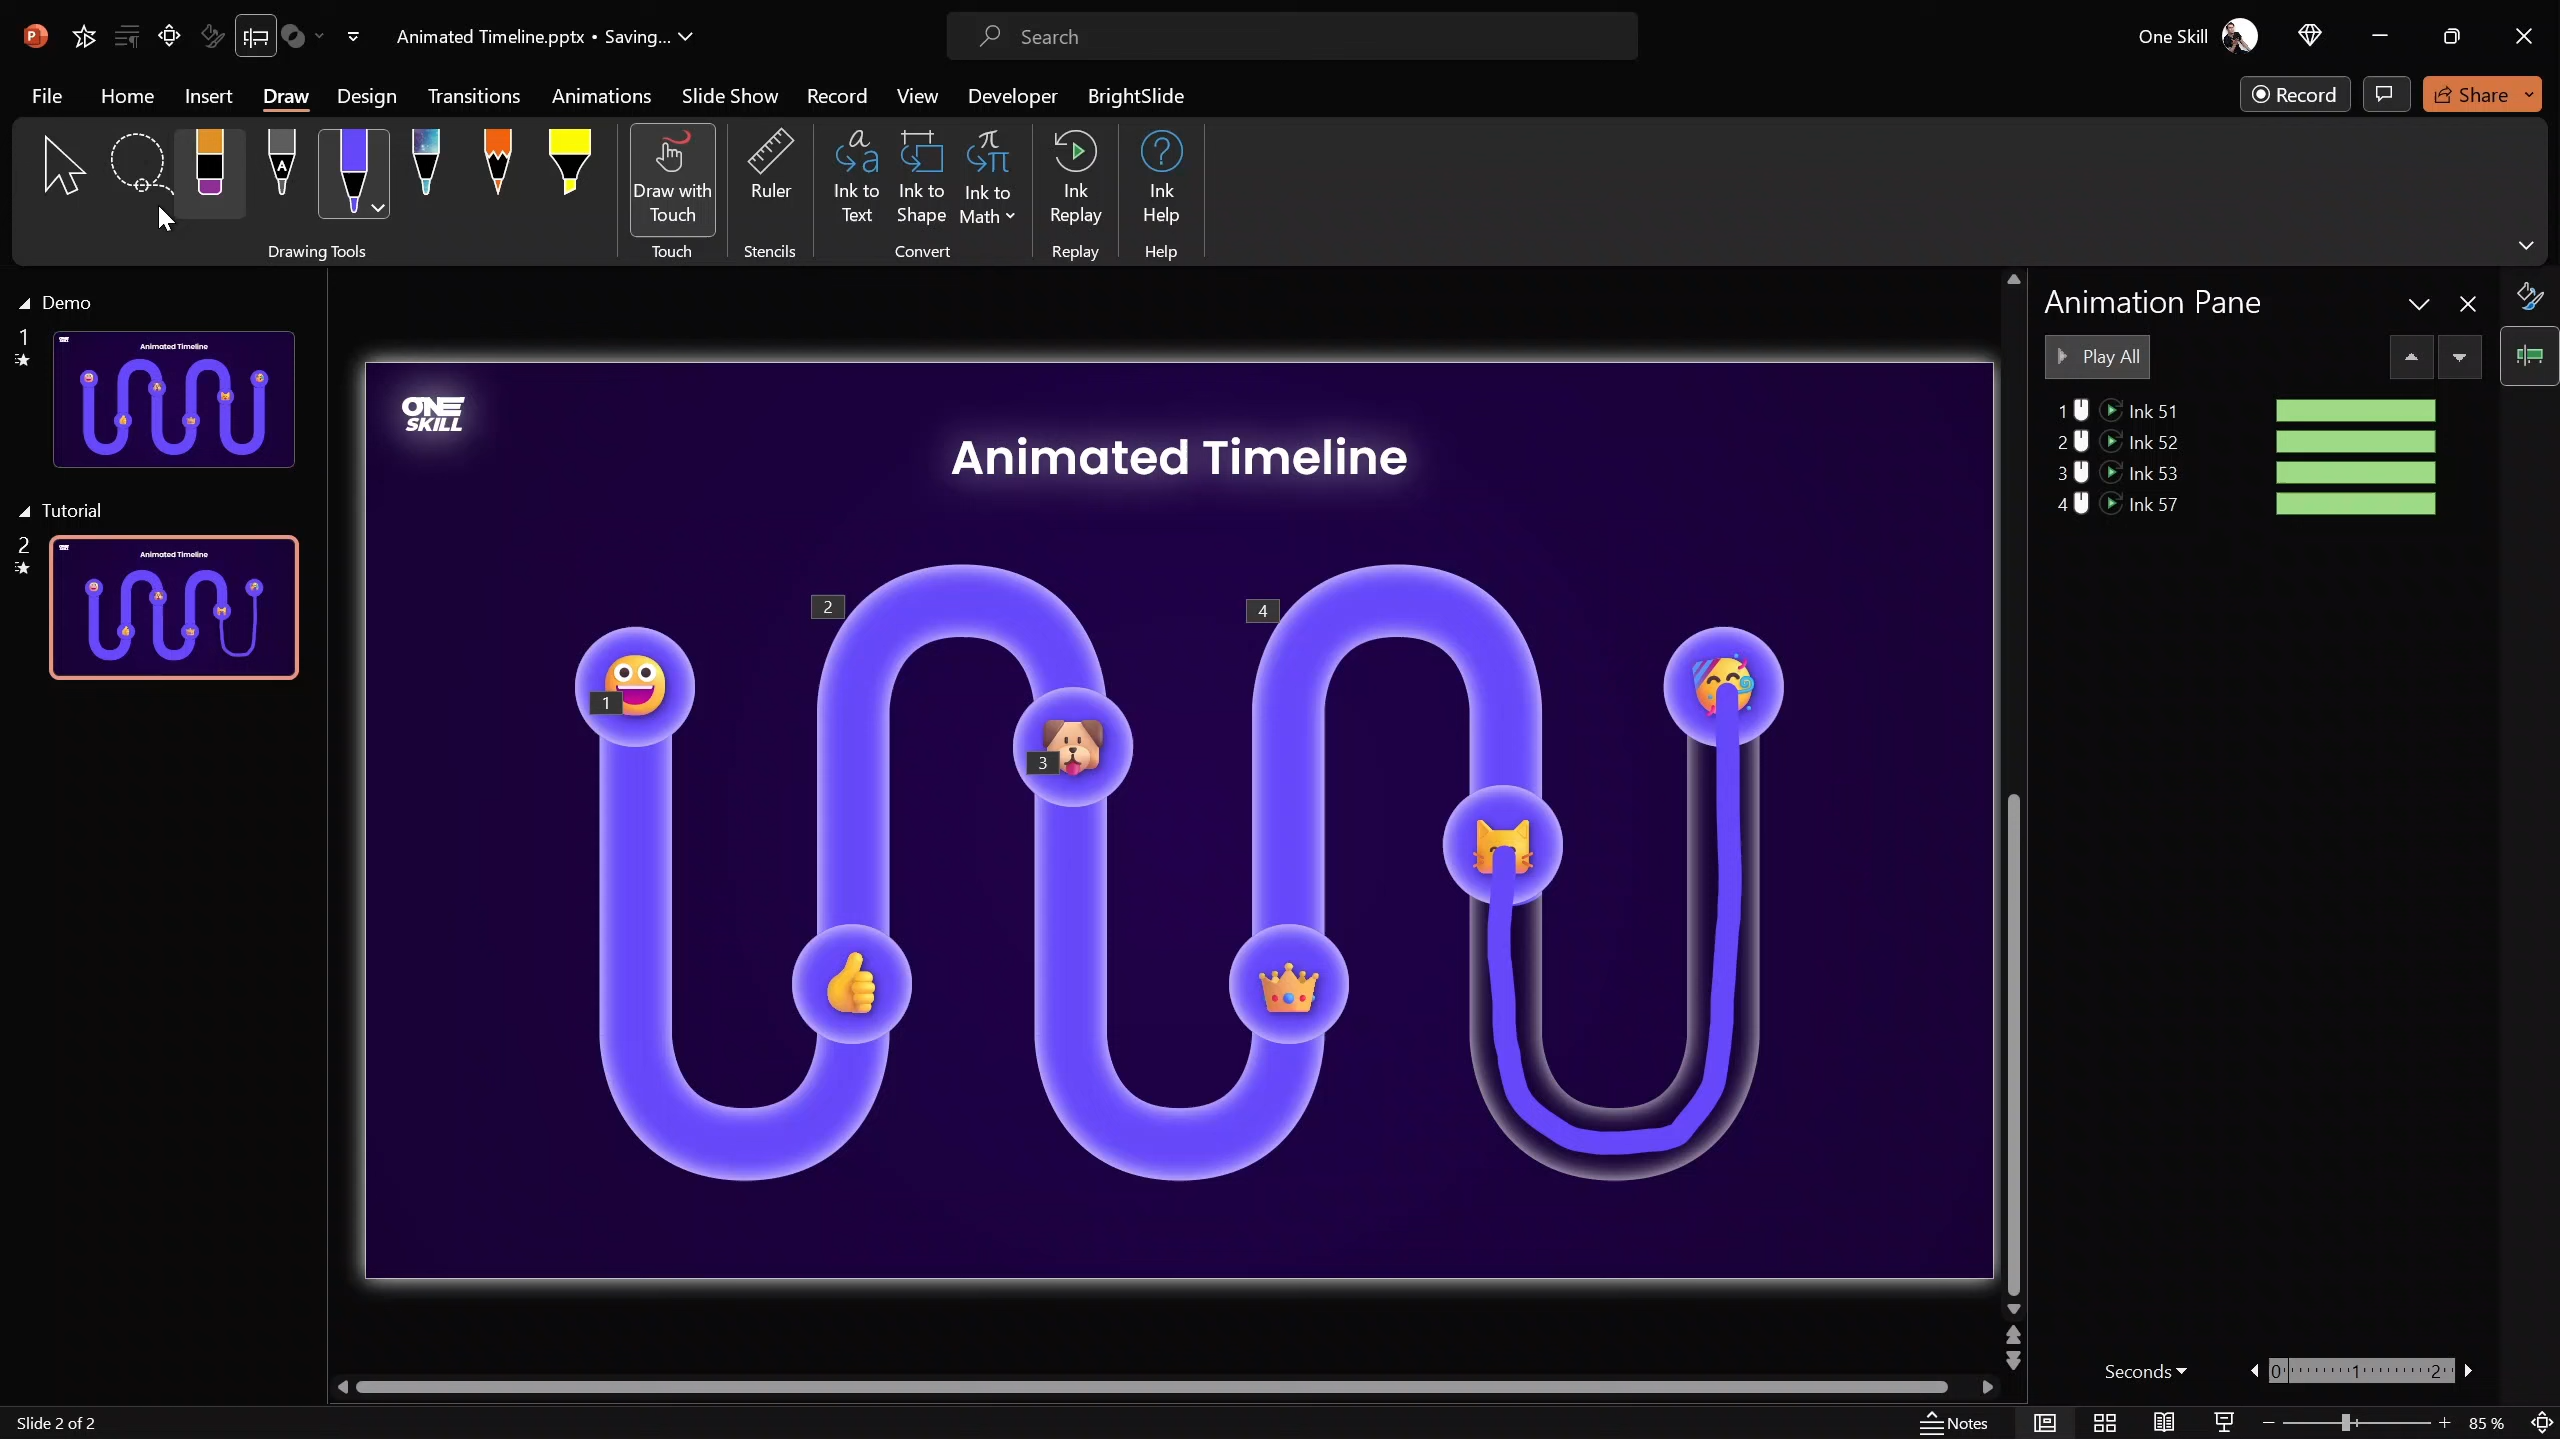 Animated Timeline.pptx • Saving...
Search
One Skill
File Home Insert Draw Design Transitions Animations Slide Show Record View Developer BrightSlide
Record
Share
Draw with Touch
Ruler
Ink to Text
Ink to Shape
Ink to Math
Ink Replay
Ink Help
Drawing Tools Touch Stencils Convert Replay Help
Demo
1
Animated Timeline
Tutorial
2
Animated Timeline
ONE
SKILL
Animated Timeline
2
4
1
3
Animation Pane
Play All
1 Ink 51
2 Ink 52
3 Ink 53
4 Ink 57
Seconds 0 1 2
Slide 2 of 2
Notes
85 %